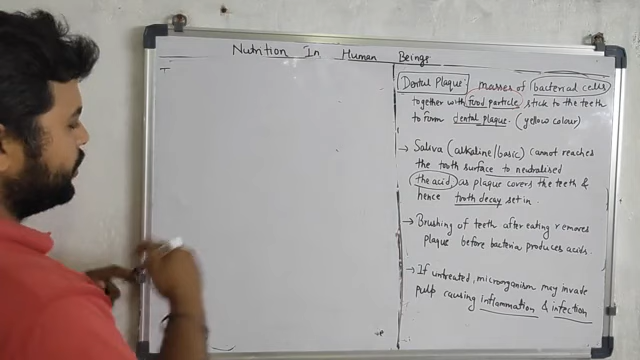 Nutrition In Human Beings
T
Dental Plaque: masses of bacterial cells
together with food particle stick to the teeth
to form dental plaque. (yellow colour)
→ Saliva (alkaline/basic) cannot reaches
the tooth surface to neutralised
the acid as plaque covers the teeth &
hence tooth decay set in.
→ Brushing of teeth after eating removes
plaque before bacteria produces acids.
→ If untreated, microrganism may invade
pulp causing inflammation & infection